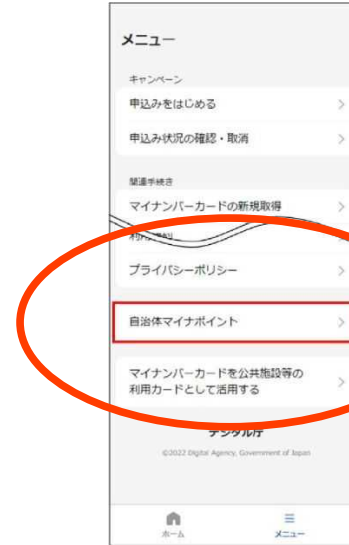 メニュー
キャンペーン
申込みをはじめる
申込み状況の確認・取消
関連手続き
マイナンバーカードの新規取得
プライバシーポリシー
自治体マイナポイント
マイナンバーカードを公共施設等の
利用カードとして活用する
デジタル庁
©2022 Digital Agency, Government of Japan
ホーム
メニュー